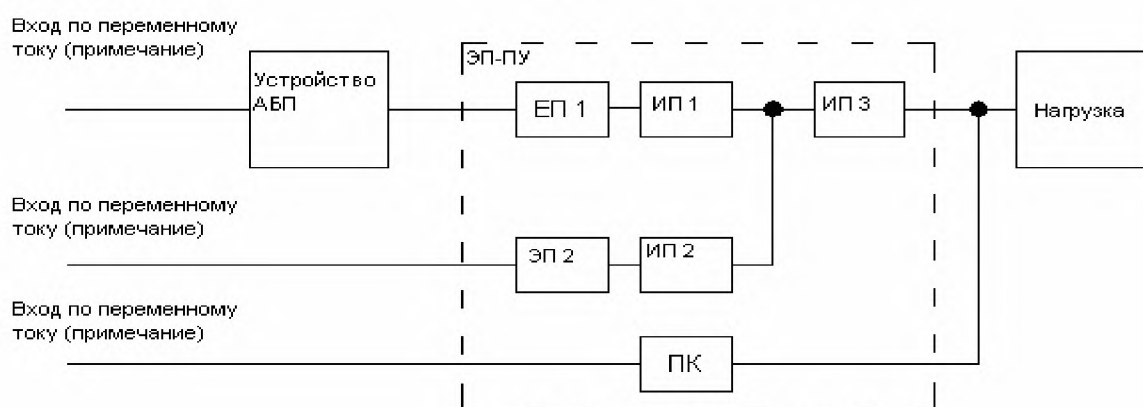 Вход по переменному
току (примечание)
ЭП-ПУ
Устройство
АБП
ЕП 1
ИП 1
ИП 3
Нагрузка
Вход по переменному
току (примечание)
ЭП 2
ИП 2
Вход по переменному
току (примечание)
ПК